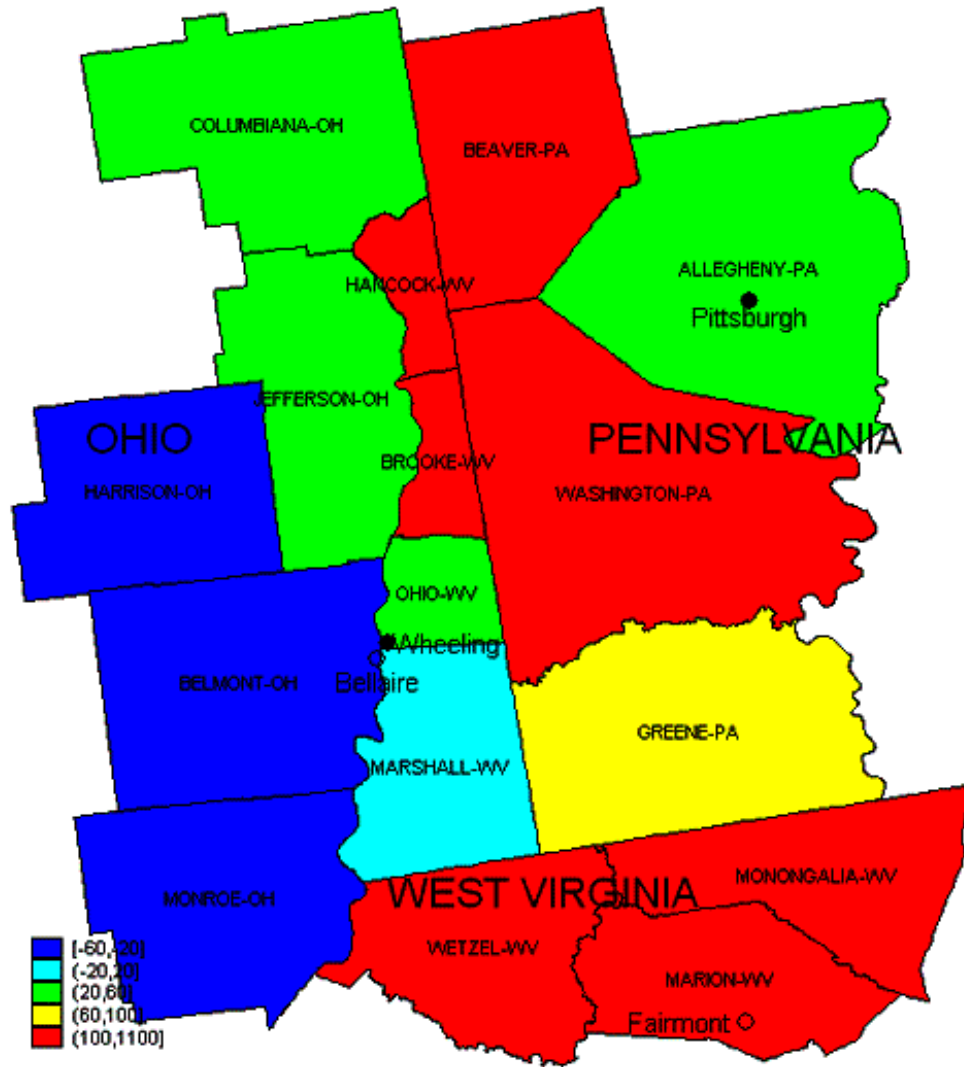 COLUMBIANA-OH
BEAVER-PA
ALLEGHENY-PA
HANCOCK-WV
Pittsburgh
JEFFERSON-OH
OHIO
PENNSYLVANIA
BROOKE-WV
HARRISON-OH
WASHINGTON-PA
OHIO-WV
Wheeling
BELMONT-OH
Bellaire
GREENE-PA
MARSHALL-WV
MONONGALIA-WV
WEST VIRGINIA
MONROE-OH
WETZEL-WV
MARION-WV
Fairmont
[-60,-20]
(-20,20]
(20,60]
(60,100]
(100,1100]